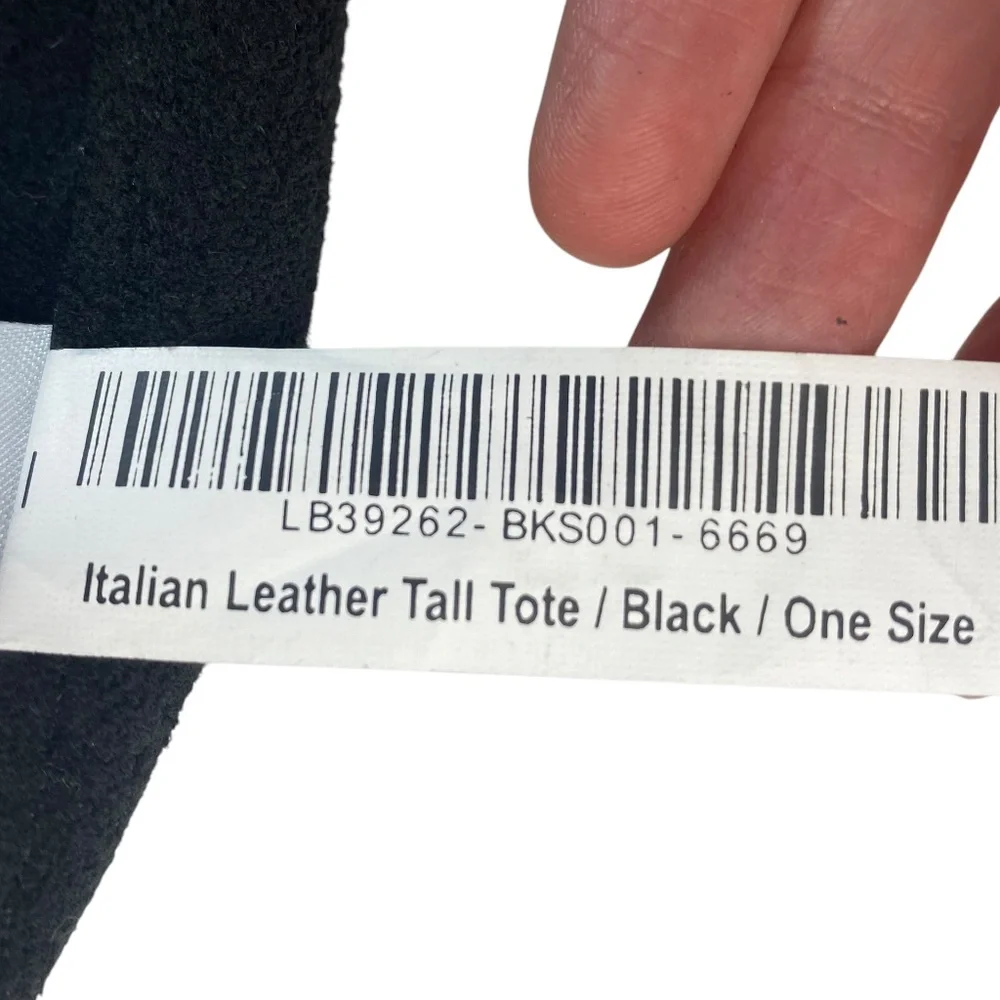 LB39262-BKS001-6669
Italian Leather Tall Tote / Black / One Size